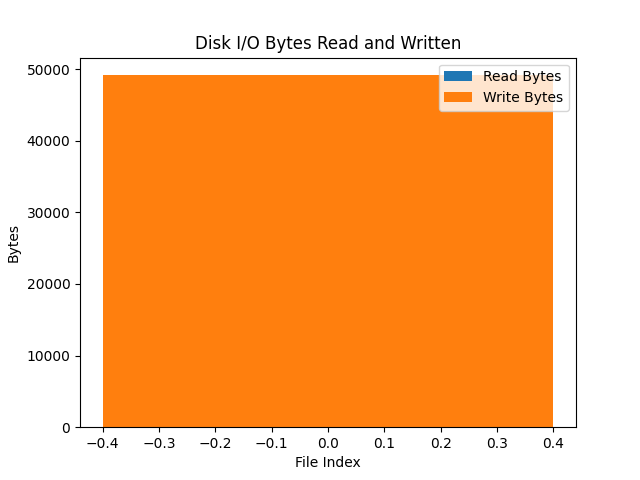 Disk I/O Bytes Read and Written
Read Bytes
Write Bytes
50000
40000
30000
20000
10000
0
Bytes
−0.4 −0.3 −0.2 −0.1 0.0 0.1 0.2 0.3 0.4
File Index